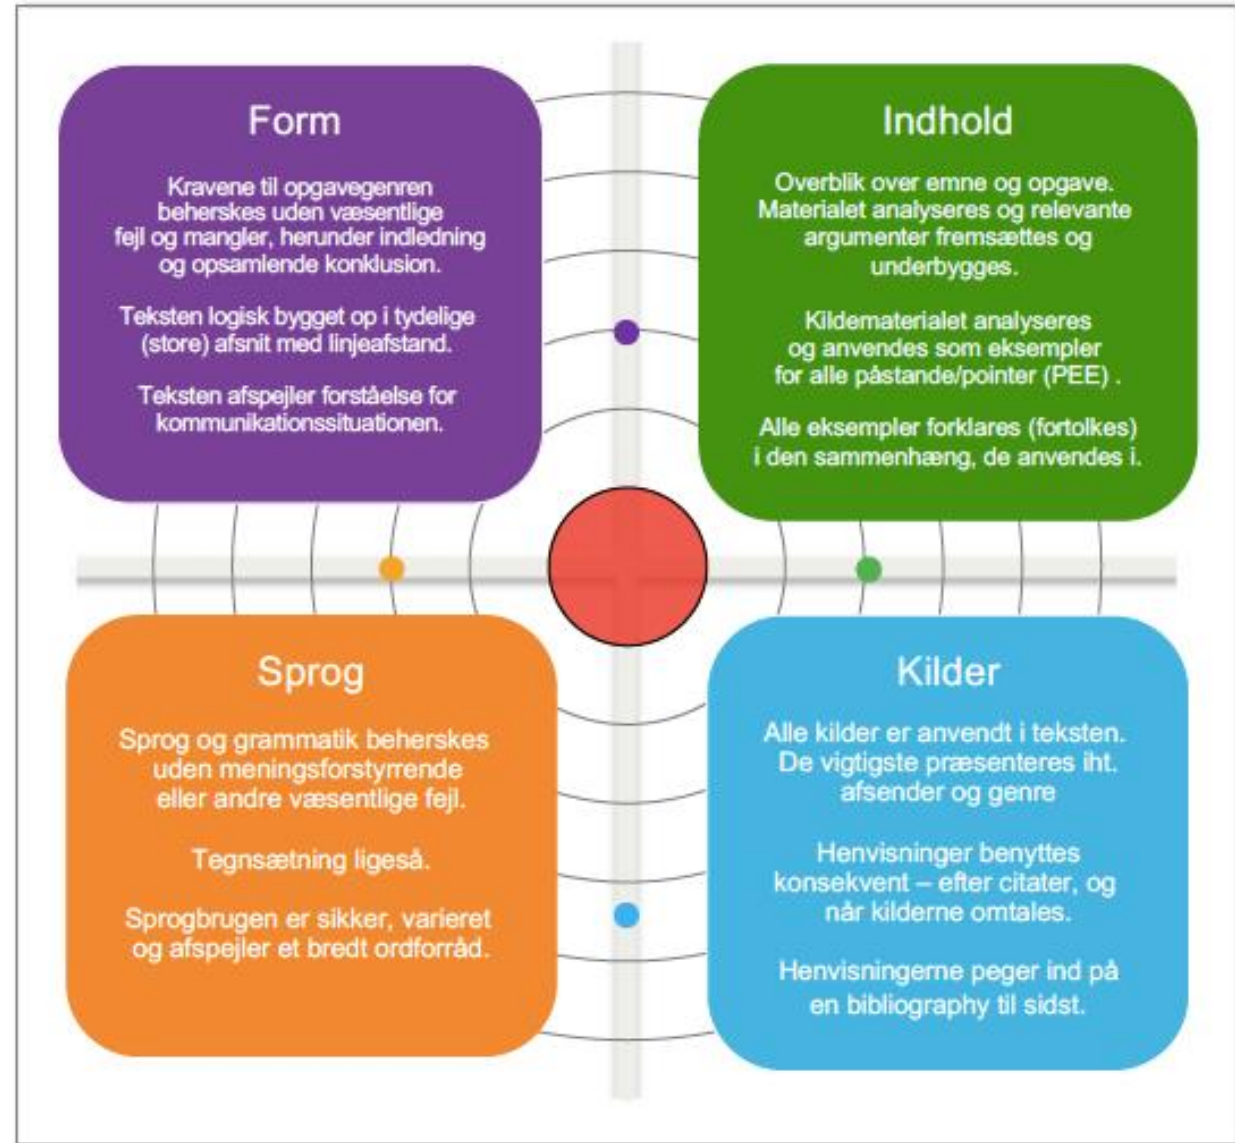 Form
Kravene til opgavegenren
beherskes uden væsentlige
fejl og mangler, herunder indledning
og opsamlende konklusion.
Teksten logisk bygget op i tydelige
(store) afsnit med linjeafstand.
Teksten afspejler forståelse for
kommunikationssituationen.
Indhold
Overblik over emne og opgave.
Materialet analyseres og relevante
argumenter fremsættes og
underbygges.
Kildematerialet analyseres
og anvendes som eksempler
for alle påstande/pointer (PEE) .
Alle eksempler forklares (fortolkes)
i den sammenhæng, de anvendes i.
Sprog
Sprog og grammatik beherskes
uden meningsforstyrrende
eller andre væsentlige fejl.
Tegnsætning ligeså.
Sprogbrugen er sikker, varieret
og afspejler et bredt ordforråd.
Kilder
Alle kilder er anvendt i teksten.
De vigtigste præsenteres iht.
afsender og genre
Henvisninger benyttes
konsekvent – efter citater, og
når kilderne omtales.
Henvisningerne peger ind på
en bibliography til sidst.